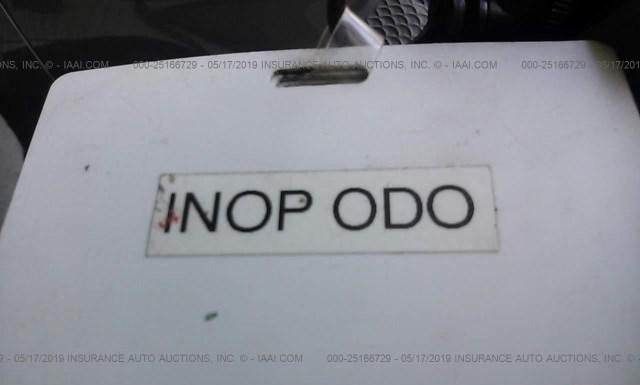 NS, INC. © - IAAI.COM 000-25166729 - 05/17/2019 INSURANCE AUTO AUCTIONS, INC. © - IAAI.COM 000-25166729 - 05/17/2019
INOP ODO
9 - 05/17/2019 INSURANCE AUTO AUCTIONS, INC. © - IAAI.COM 000-25166729 - 05/17/2019 INSURANCE AUTO AUCTIONS, INC. © - IAAI.C